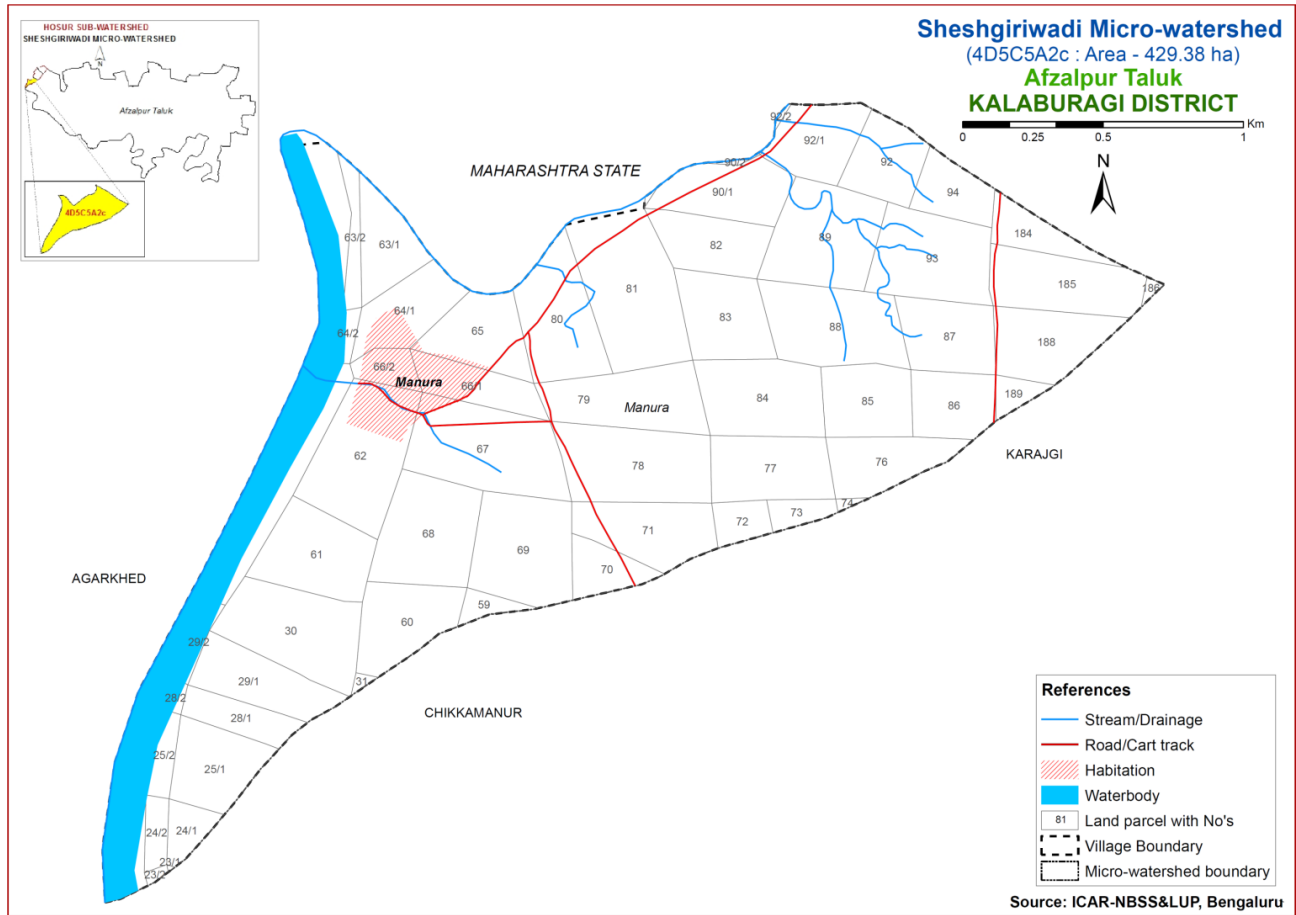 HOSUR SUB-WATERSHED
SHESHGIRIWADI MICRO-WATERSHED
N
Afzalpur Taluk
4D5C5A2c
Sheshgiriwadi Micro-watershed
(4D5C5A2c : Area - 429.38 ha)
Afzalpur Taluk
KALABURAGI DISTRICT
Km
0 0.25 0.5 1
N
MAHARASHTRA STATE
92/2
92/1
92
90/2
90/1
94
184
63/2
63/1
82
89
93
185
186
81
64/1
64/2
65
80
83
88
87
188
66/2
Manura
66/1
79
Manura
84
85
86
189
62
67
78
77
76
KARAJGI
74
73
72
71
70
61
68
69
AGARKHED
59
60
30
29/2
29/1
31
28/2
28/1
CHIKKAMANUR
25/2
25/1
24/2
24/1
23/1
23/2
References
Stream/Drainage
Road/Cart track
Habitation
Waterbody
81 Land parcel with No's
Village Boundary
Micro-watershed boundary
Source: ICAR-NBSS&LUP, Bengaluru